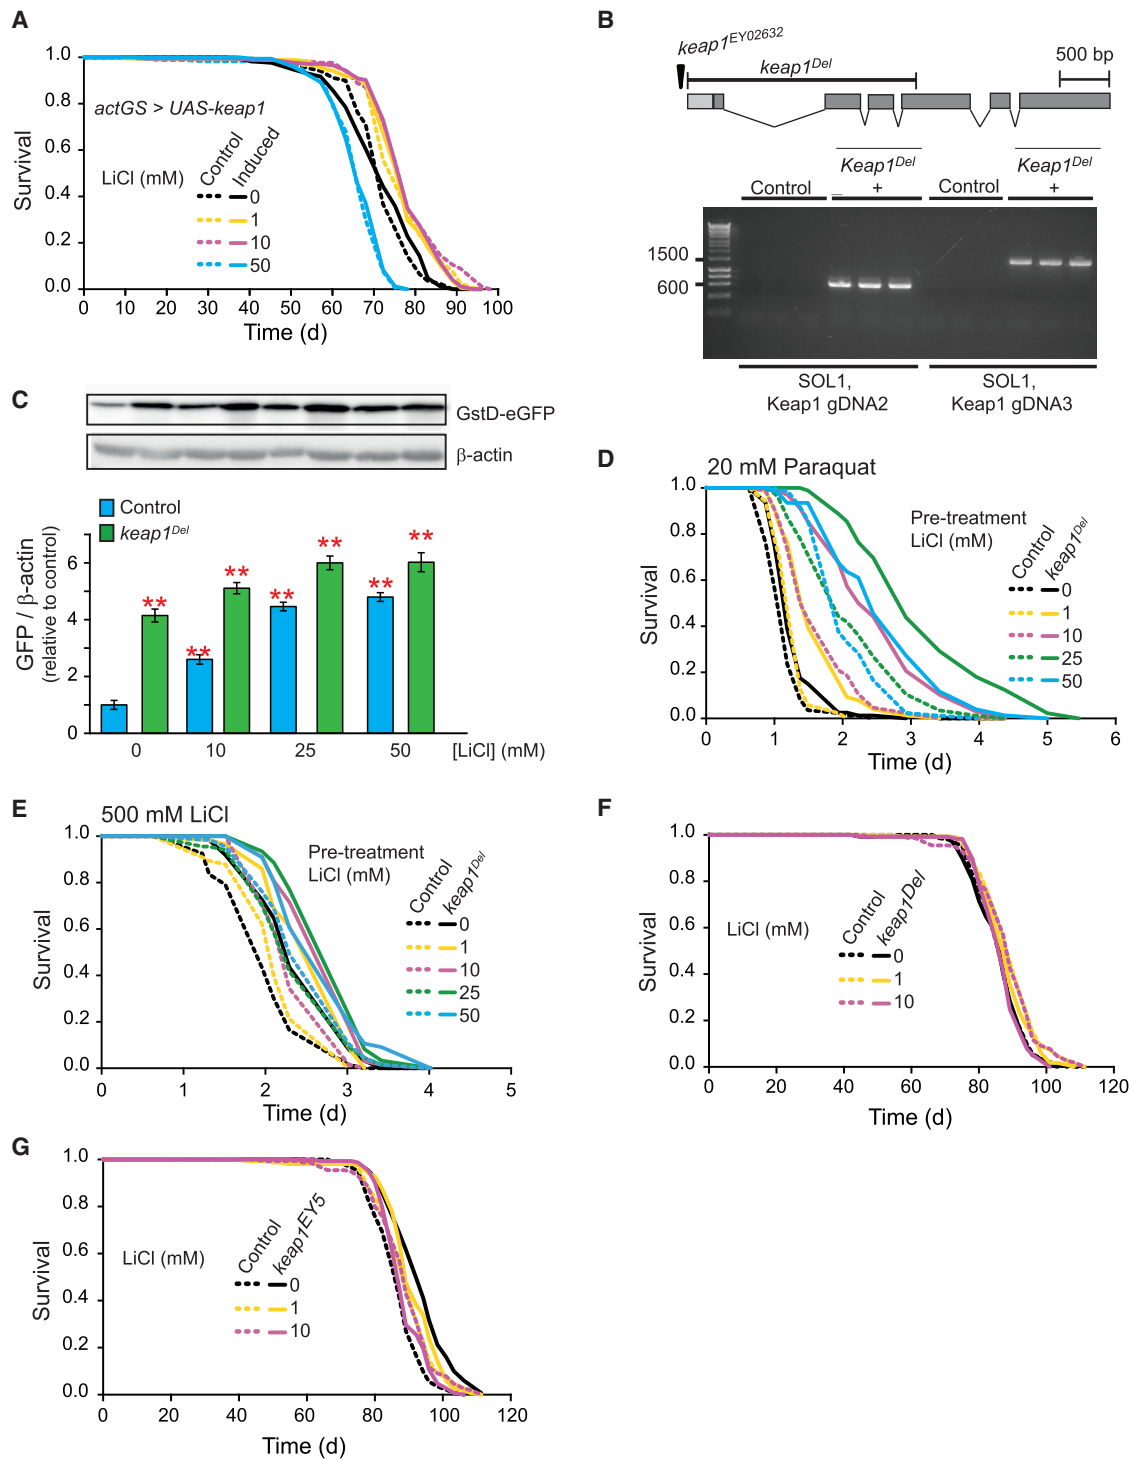 A
1.0
0.8
0.6
0.4
0.2
0.0
Survival
actGS > UAS-keap1
LiCl (mM)
Control
Induced
0
1
10
50
0 10 20 30 40 50 60 70 80 90 100
Time (d)
B
keap1EY02632
keap1Del
500 bp
Keap1Del
Keap1Del
Control _ +
Control +
1500
600
SOL1,
Keap1 gDNA2
SOL1,
Keap1 gDNA3
C
GstD-eGFP
β-actin
Control
keap1Del
GFP / β-actin
(relative to control)
6
4
2
0
** ** ** ** ** ** **
0 10 25 50 [LiCl] (mM)
D
20 mM Paraquat
1.0
0.8
0.6
0.4
0.2
0.0
Survival
Pre-treatment
LiCl (mM)
Control
keap1Del
0
1
10
25
50
0 1 2 3 4 5 6
Time (d)
E
500 mM LiCl
1.0
0.8
0.6
0.4
0.2
0.0
Survival
Pre-treatment
LiCl (mM)
Control
keap1Del
0
1
10
25
50
0 1 2 3 4 5
Time (d)
F
1.0
0.8
0.6
0.4
0.2
0.0
Survival
LiCl (mM)
Control
keap1Del
0
1
10
0 20 40 60 80 100 120
Time (d)
G
1.0
0.8
0.6
0.4
0.2
0.0
Survival
LiCl (mM)
Control
keap1EY5
0
1
10
0 20 40 60 80 100 120
Time (d)